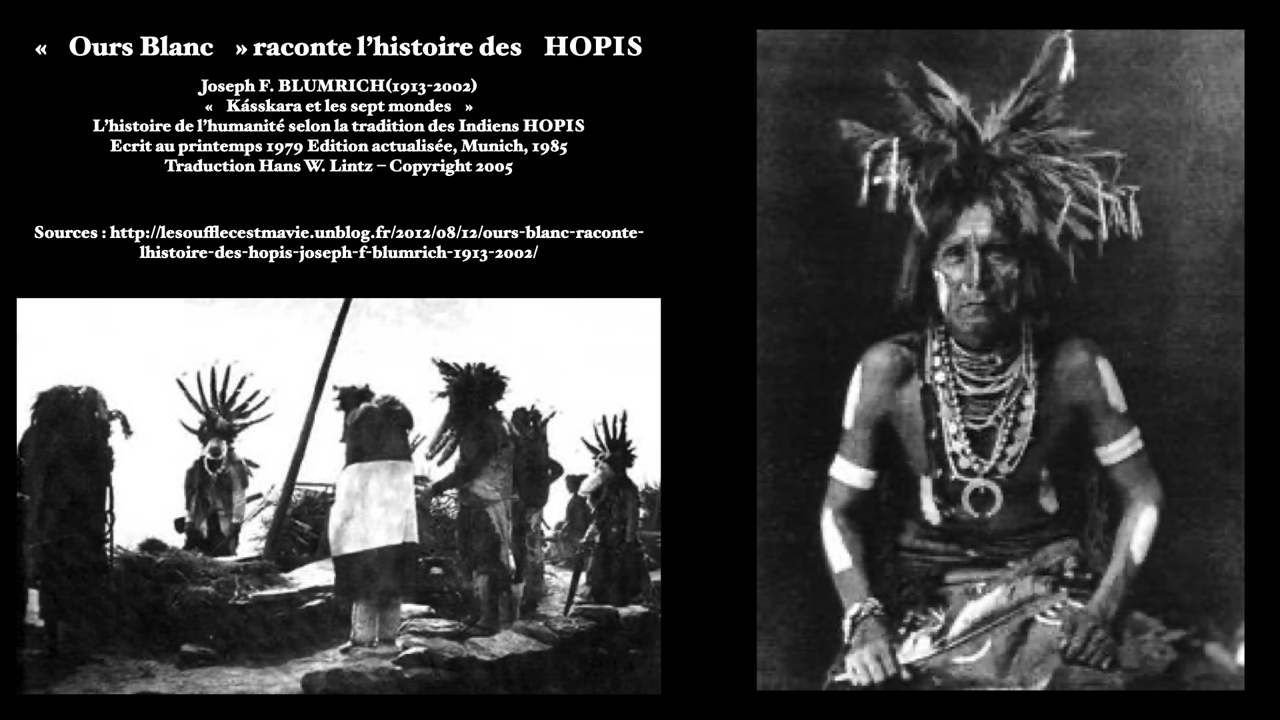 « Ours Blanc » raconte l'histoire des HOPIS
Joseph F. BLUMRICH(1913-2002)
« Kásskara et les sept mondes »
L'histoire de l'humanité selon la tradition des Indiens HOPIS
Ecrit au printemps 1979 Edition actualisée, Munich, 1985
Traduction Hans W. Lintz – Copyright 2005
Sources : http://lesoufflecestmavie.unblog.fr/2012/08/12/ours-blanc-raconte-
lhistoire-des-hopis-joseph-f-blumrich-1913-2002/